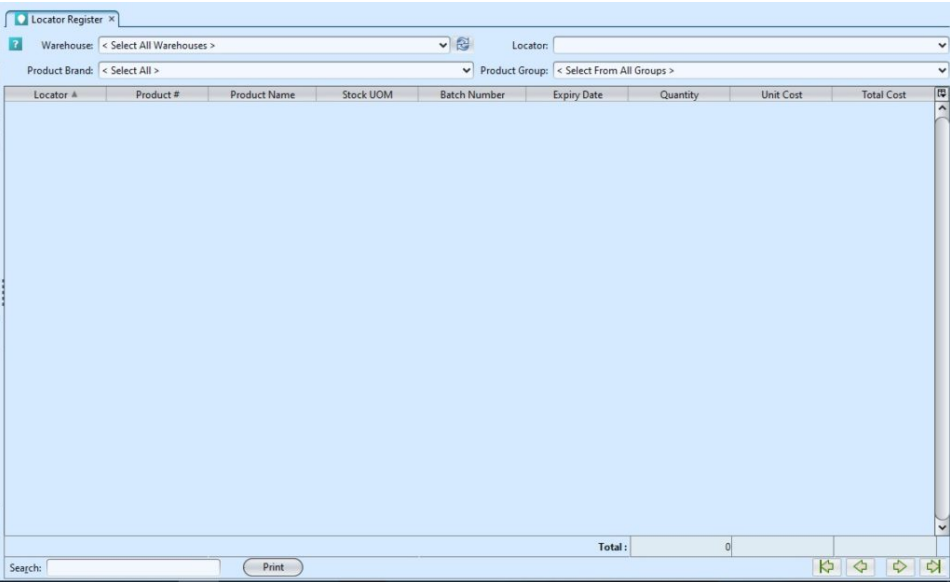 Locator Register ×
? Warehouse: < Select All Warehouses > Locator:
Product Brand: < Select All > Product Group: < Select From All Groups >
Locator Product # Product Name Stock UOM Batch Number Expiry Date Quantity Unit Cost Total Cost
Total : 0
Search: Print